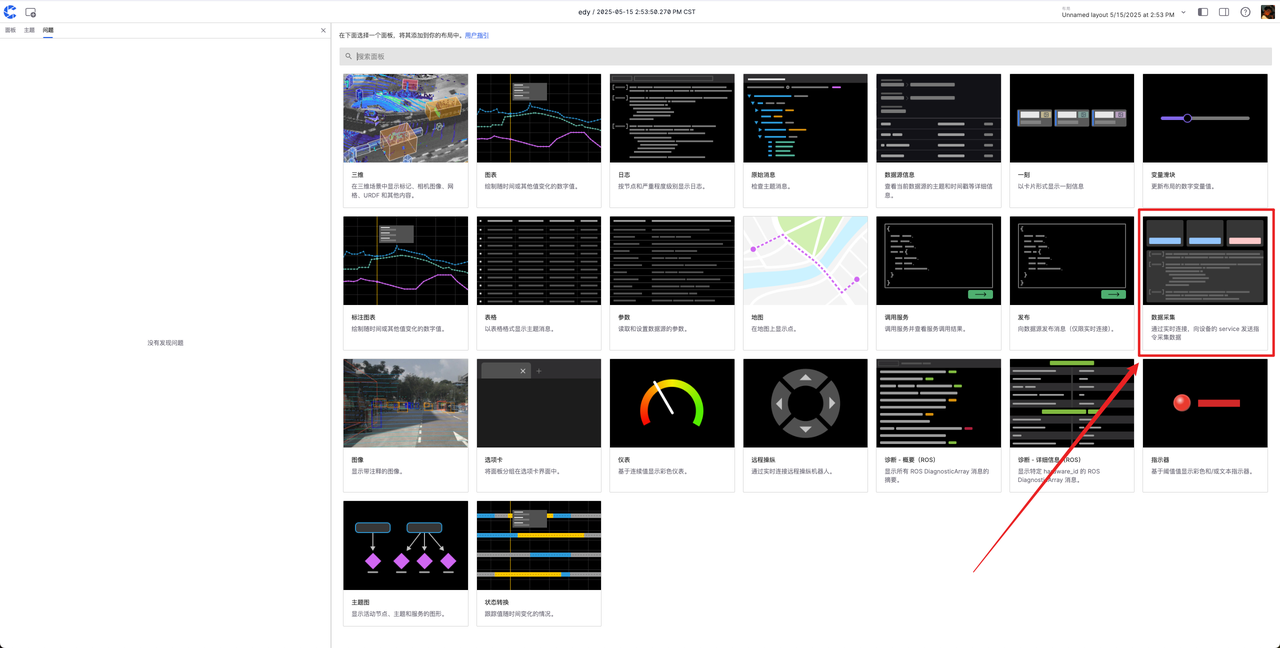 edy / 2025-05-15 2:53:50.270 PM CST
Unnamed layout 5/15/2025 at 2:53 PM
面板 主题 问题
在下面选择一个面板，将其添加到你的布局中。用户指引
搜索面板
没有发现问题
三维
在三维场景中显示标记、相机图像、网
格、URDF 和其他内容。
图表
绘制随时间或其他值变化的数字值。
日志
按节点和严重程度级别显示日志。
原始消息
检查主题消息。
数据源信息
查看当前数据源的主题和时间戳等详细信
息。
一刻
以卡片形式显示一刻信息
变量滑块
更新布局的数字变量值。
标注图表
绘制随时间或其他值变化的数字值。
表格
以表格格式显示主题消息。
参数
读取和设置数据源的参数。
地图
在地图上显示点。
调用服务
调用服务并查看服务调用结果。
发布
向数据源发布消息（仅限实时连接）。
数据采集
通过实时连接，向设备的 service 发送指
令采集数据
图像
显示带注释的图像。
选项卡
将面板分组在选项卡界面中。
仪表
基于连续值显示彩色仪表。
远程操纵
通过实时连接远程操纵机器人。
诊断 – 概要（ROS）
显示所有 ROS DiagnosticArray 消息的
摘要。
诊断 – 详细信息（ROS）
显示特定 hardware_id 的 ROS
DiagnosticArray 消息。
指示器
基于阈值值显示彩色和/或文本指示器。
主题图
显示活动节点、主题和服务的图形。
状态转换
跟踪值随时间变化的情况。